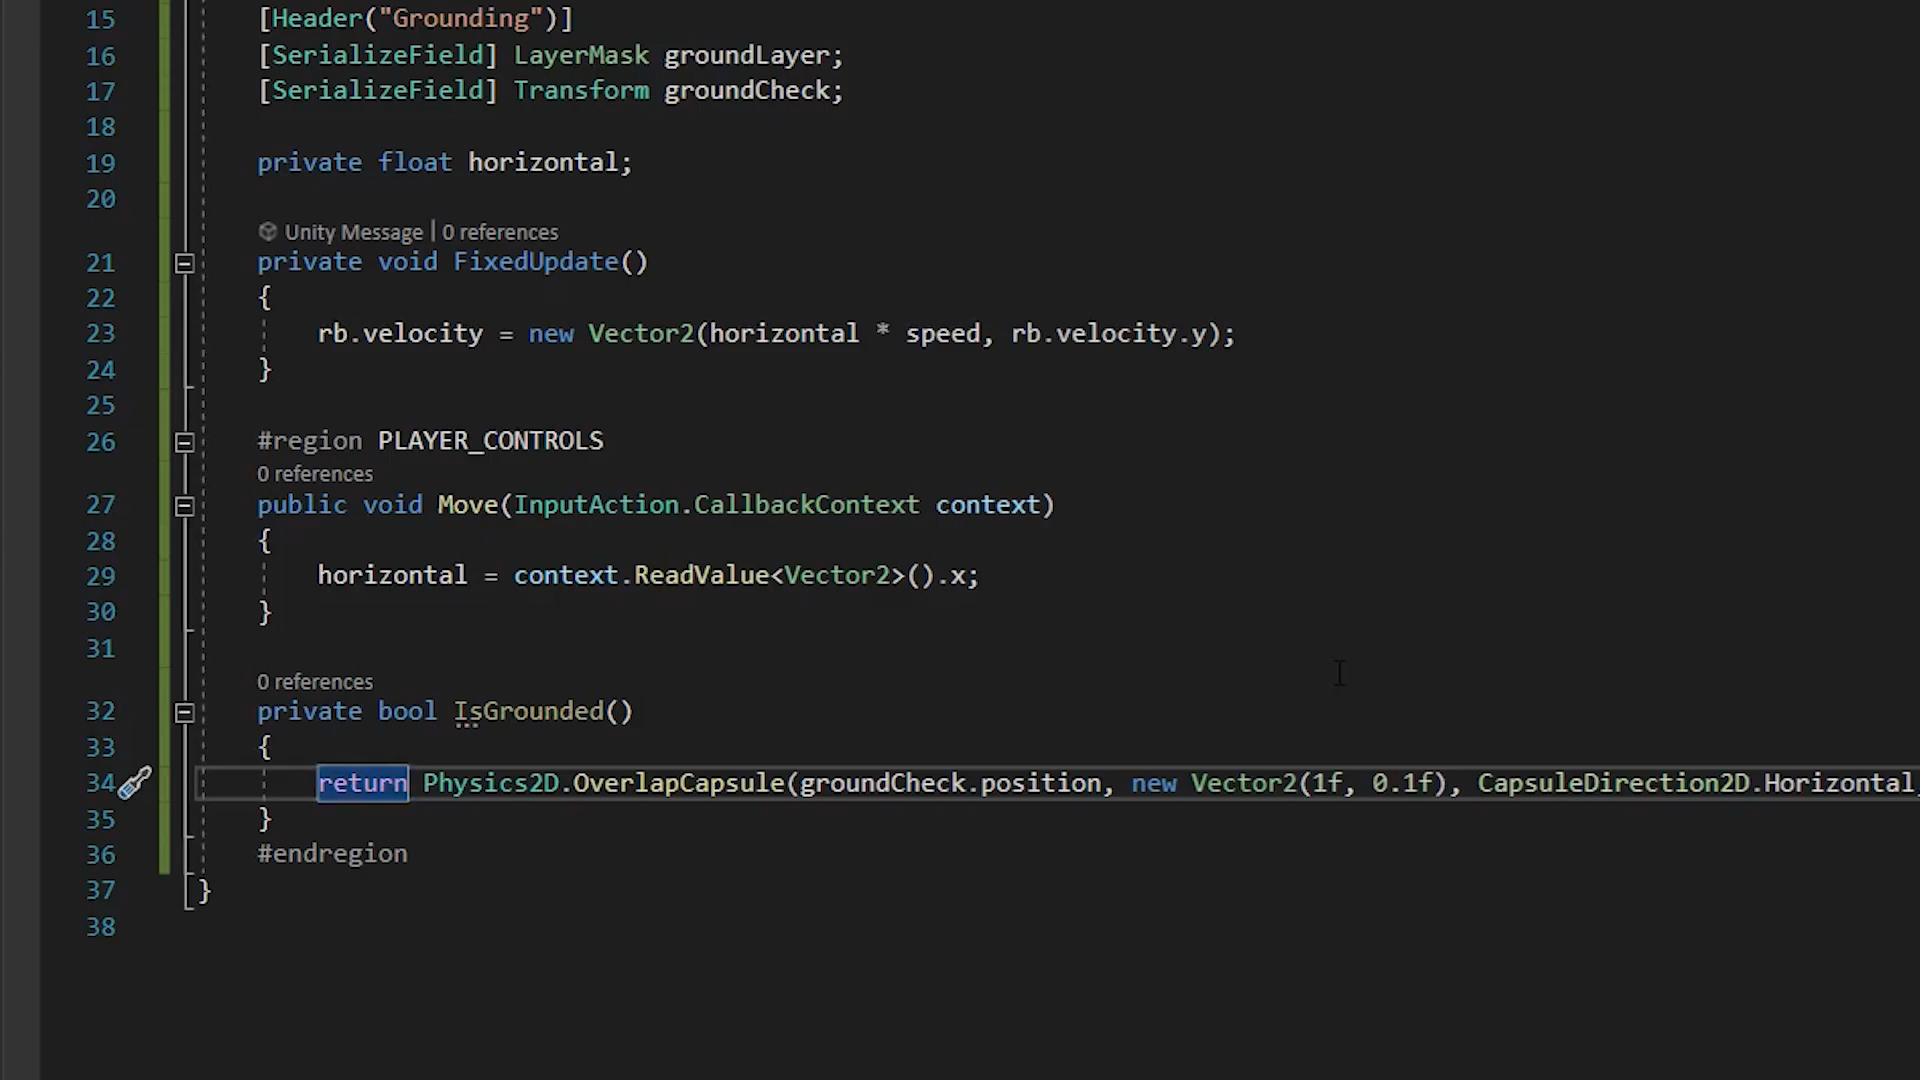 15 [Header("Grounding")]
16 [SerializeField] LayerMask groundLayer;
17 [SerializeField] Transform groundCheck;
18
19 private float horizontal;
20
Unity Message | 0 references
21 private void FixedUpdate()
22 {
23 rb.velocity = new Vector2(horizontal * speed, rb.velocity.y);
24 }
25
26 #region PLAYER_CONTROLS
0 references
27 public void Move(InputAction.CallbackContext context)
28 {
29 horizontal = context.ReadValue<Vector2>().x;
30 }
31
0 references
32 private bool IsGrounded()
33 {
34 return Physics2D.OverlapCapsule(groundCheck.position, new Vector2(1f, 0.1f), CapsuleDirection2D.Horizontal,
35 }
36 #endregion
37 }
38